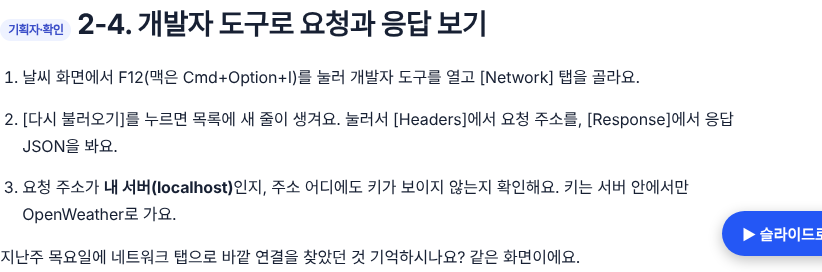 기획자·확인 2-4. 개발자 도구로 요청과 응답 보기
1. 날씨 화면에서 F12(맥은 Cmd+Option+I)를 눌러 개발자 도구를 열고 [Network] 탭을 골라요.
2. [다시 불러오기]를 누르면 목록에 새 줄이 생겨요. 눌러서 [Headers]에서 요청 주소를, [Response]에서 응답
JSON을 봐요.
3. 요청 주소가 내 서버(localhost)인지, 주소 어디에도 키가 보이지 않는지 확인해요. 키는 서버 안에서만
OpenWeather로 가요.
▶ 슬라이드로
지난주 목요일에 네트워크 탭으로 바깥 연결을 찾았던 것 기억하시나요? 같은 화면이에요.